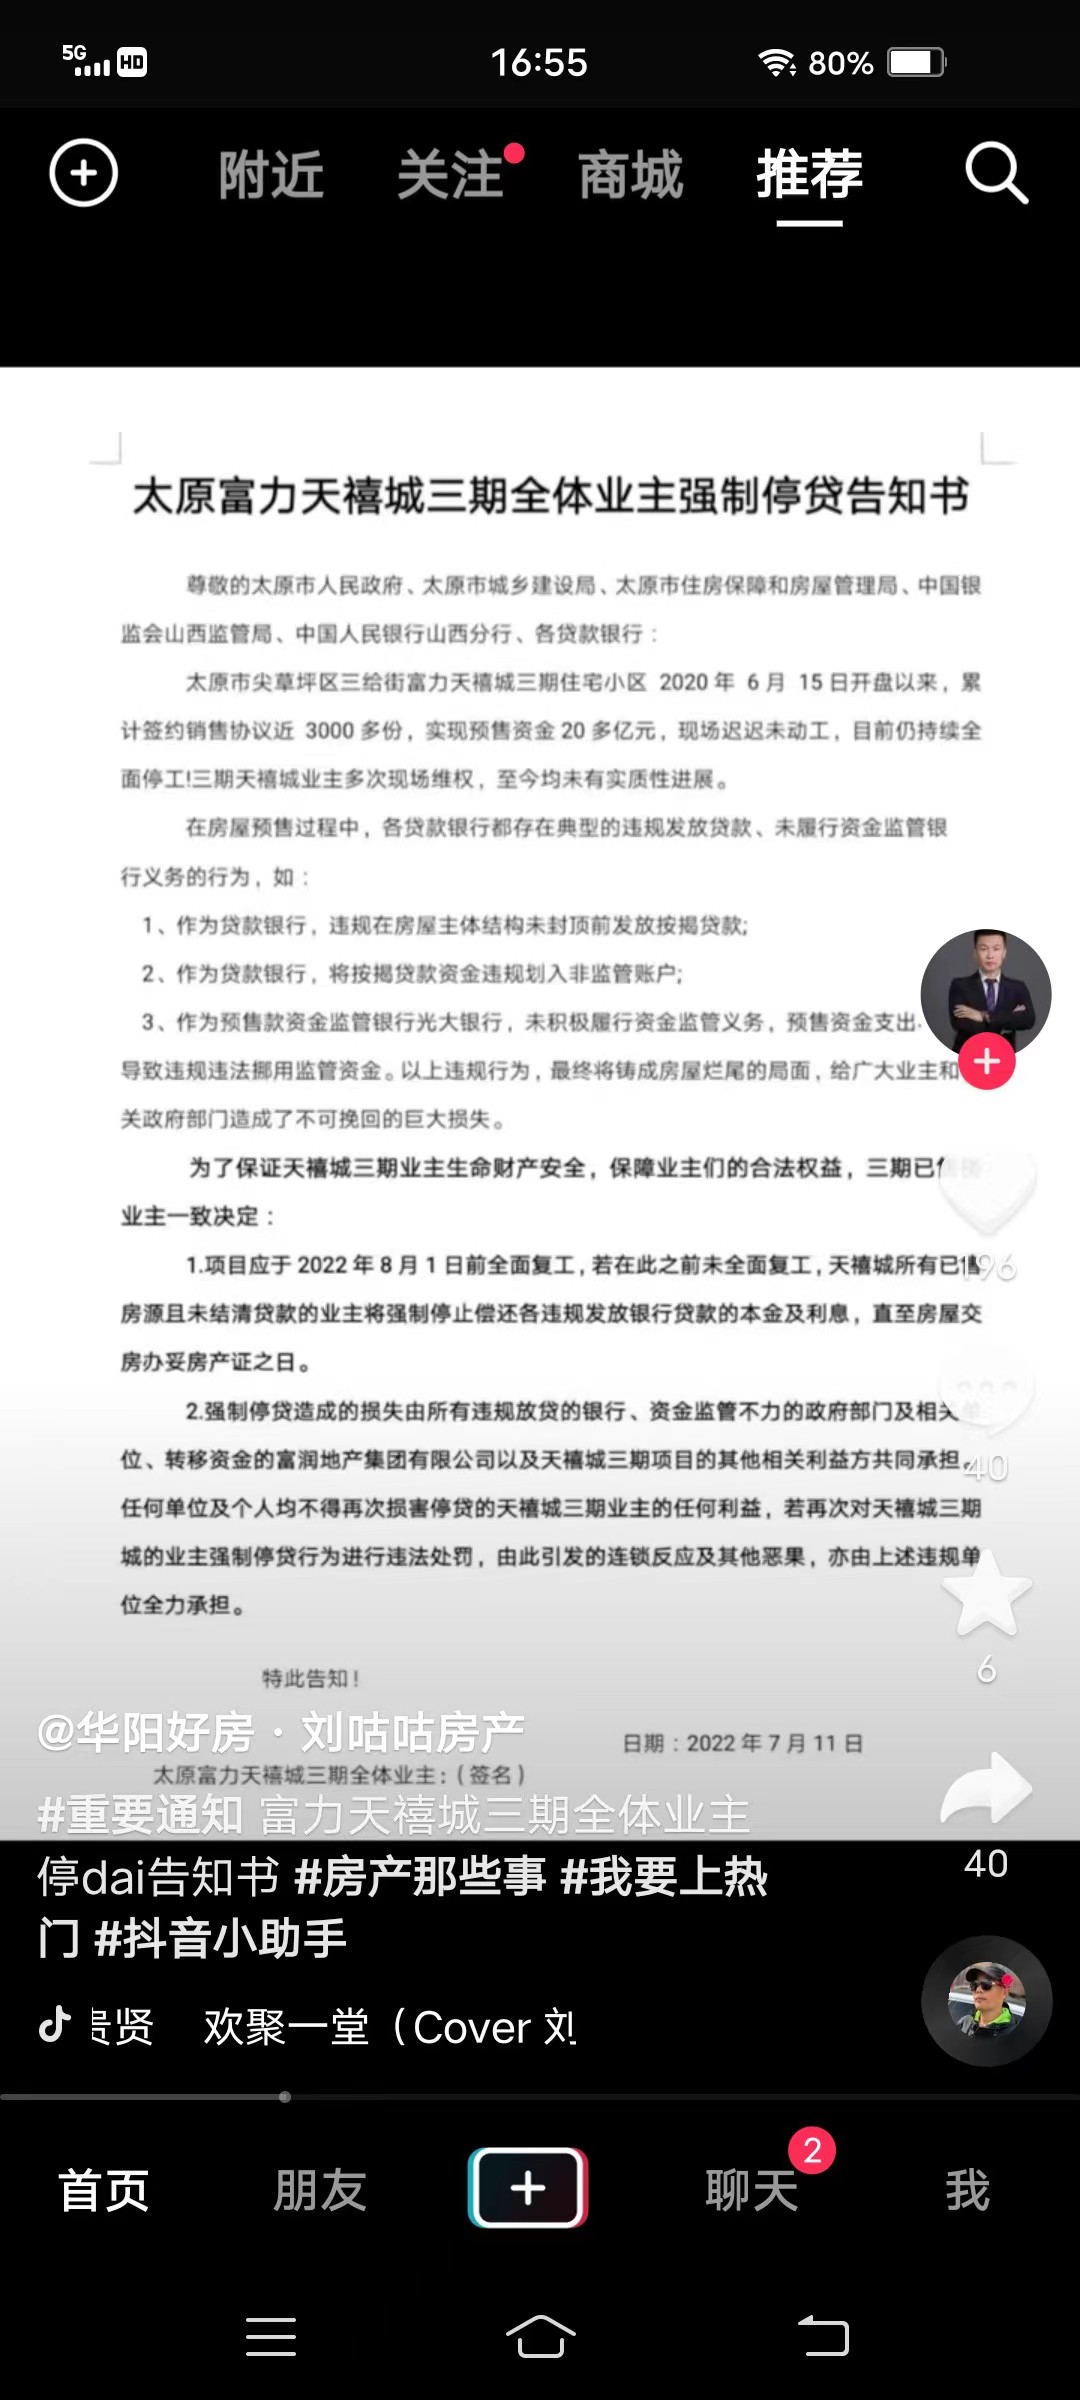 5G HD 16:55 80%
附近 关注 商城 推荐
太原富力天禧城三期全体业主强制停贷告知书
尊敬的太原市人民政府、太原市城乡建设局、太原市住房保障和房屋管理局、中国银
监会山西监管局、中国人民银行山西分行、各贷款银行：
太原市尖草坪区三给街富力天禧城三期住宅小区 2020 年 6 月 15 日开盘以来，累
计签约销售协议近 3000 多份，实现预售资金 20 多亿元，现场迟迟未动工，目前仍持续全
面停工!三期天禧城业主多次现场维权，至今均未有实质性进展。
在房屋预售过程中，各贷款银行都存在典型的违规发放贷款、未履行资金监管银
行义务的行为，如：
1、作为贷款银行，违规在房屋主体结构未封顶前发放按揭贷款;
2、作为贷款银行，将按揭贷款资金违规划入非监管账户;
3、作为预售款资金监管银行光大银行，未积极履行资金监管义务，预售资金支出
导致违规违法挪用监管资金。以上违规行为，最终将铸成房屋烂尾的局面，给广大业主和
关政府部门造成了不可挽回的巨大损失。
为了保证天禧城三期业主生命财产安全，保障业主们的合法权益，三期已售
业主一致决定：
1.项目应于 2022 年 8 月 1 日前全面复工，若在此之前未全面复工，天禧城所有已售
196
房源且未结清贷款的业主将强制停止偿还各违规发放银行贷款的本金及利息，直至房屋交
房办妥房产证之日。
2.强制停贷造成的损失由所有违规放贷的银行、资金监管不力的政府部门及相关单
位、转移资金的富润地产集团有限公司以及天禧城三期项目的其他相关利益方共同承担。
40
任何单位及个人均不得再次损害停贷的天禧城三期业主的任何利益，若再次对天禧城三期
城的业主强制停贷行为进行违法处罚，由此引发的连锁反应及其他恶果，亦由上述违规单
位全力承担。
6
特此告知！
@华阳好房·刘咕咕房产
日期：2022 年 7 月 11 日
太原富力天禧城三期全体业主：（签名）
#重要通知 富力天禧城三期全体业主
停dai告知书 #房产那些事 #我要上热
门 #抖音小助手
40
贵贤 欢聚一堂（Cover 刘
首页 朋友 聊天 2 我